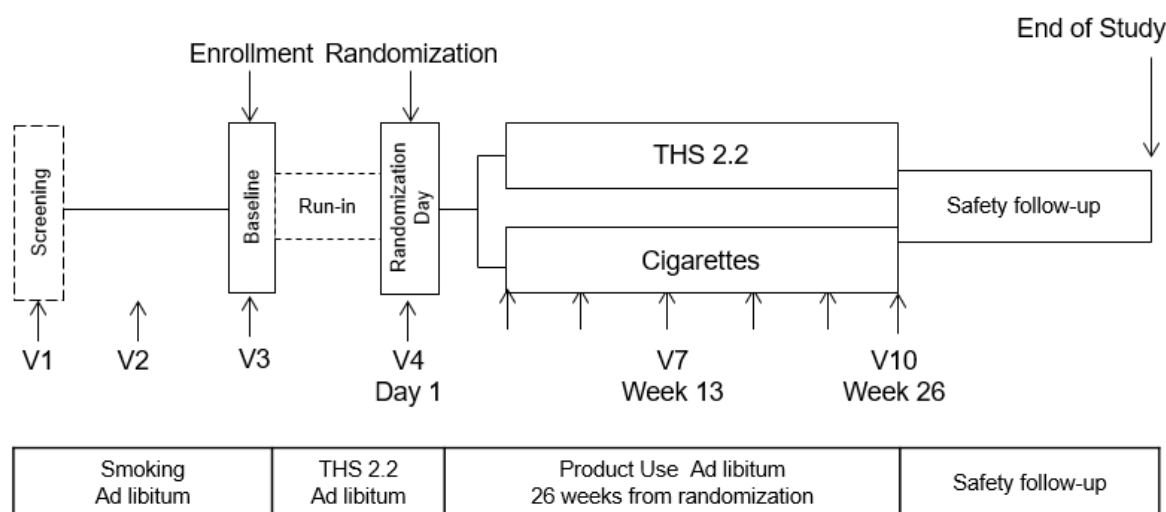 End of Study
Enrollment Randomization
Screening
Baseline
Run-in
Randomization
Day
THS 2.2
Cigarettes
Safety follow-up
V1
V2
V3
V4
Day 1
V7
Week 13
V10
Week 26
Smoking
Ad libitum
THS 2.2
Ad libitum
Product Use Ad libitum
26 weeks from randomization
Safety follow-up